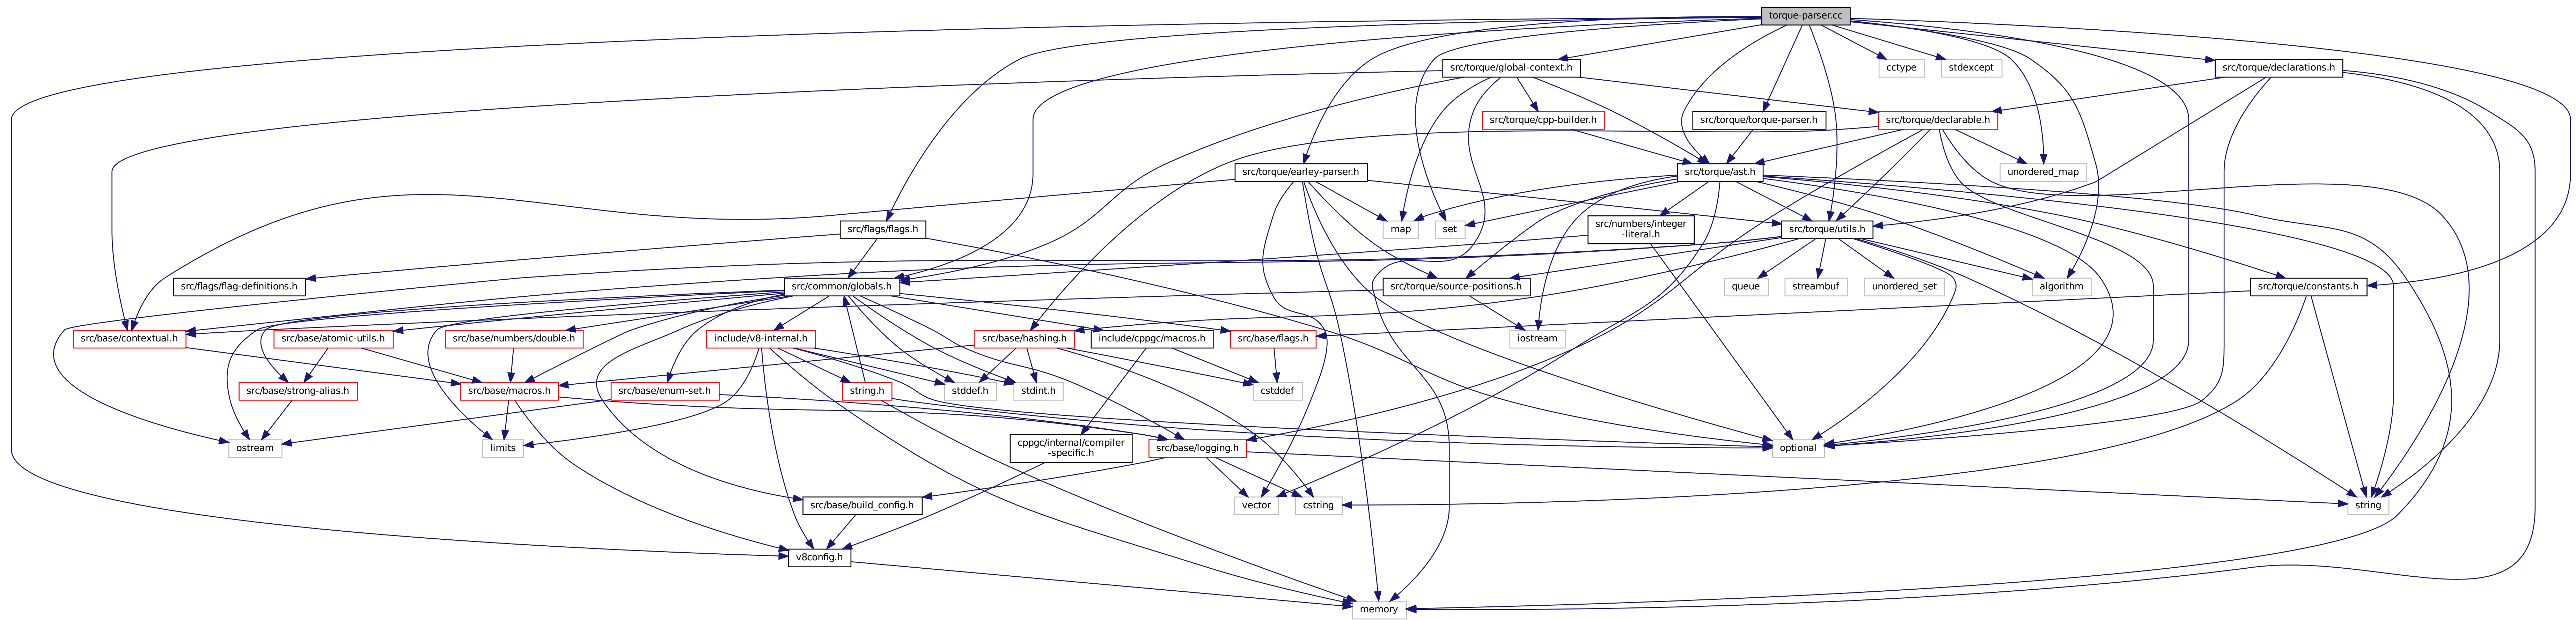 torque-parser.cc
src/torque/global-context.h
cctype
stdexcept
src/torque/declarations.h
src/torque/cpp-builder.h
src/torque/torque-parser.h
src/torque/declarable.h
src/torque/earley-parser.h
src/torque/ast.h
unordered_map
src/flags/flags.h
map
set
src/numbers/integer
-literal.h
src/torque/utils.h
src/flags/flag-definitions.h
src/common/globals.h
src/torque/source-positions.h
queue
streambuf
unordered_set
algorithm
src/torque/constants.h
src/base/contextual.h
src/base/atomic-utils.h
src/base/numbers/double.h
include/v8-internal.h
src/base/hashing.h
include/cppgc/macros.h
src/base/flags.h
iostream
src/base/strong-alias.h
src/base/macros.h
src/base/enum-set.h
string.h
stddef.h
stdint.h
cstddef
ostream
limits
cppgc/internal/compiler
-specific.h
src/base/logging.h
optional
src/base/build_config.h
vector
cstring
string
v8config.h
memory